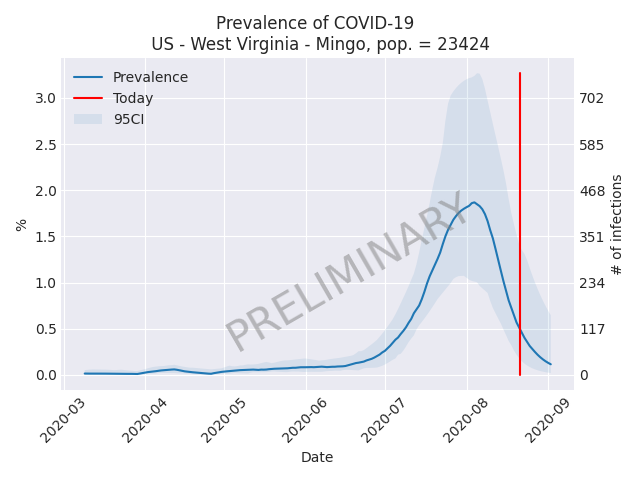 Prevalence of COVID-19
US - West Virginia - Mingo, pop. = 23424
Prevalence
Today
95CI
PRELIMINARY
%
3.0
2.5
2.0
1.5
1.0
0.5
0.0
702
585
468
351
234
117
0
# of infections
2020-03
2020-04
2020-05
2020-06
2020-07
2020-08
2020-09
Date